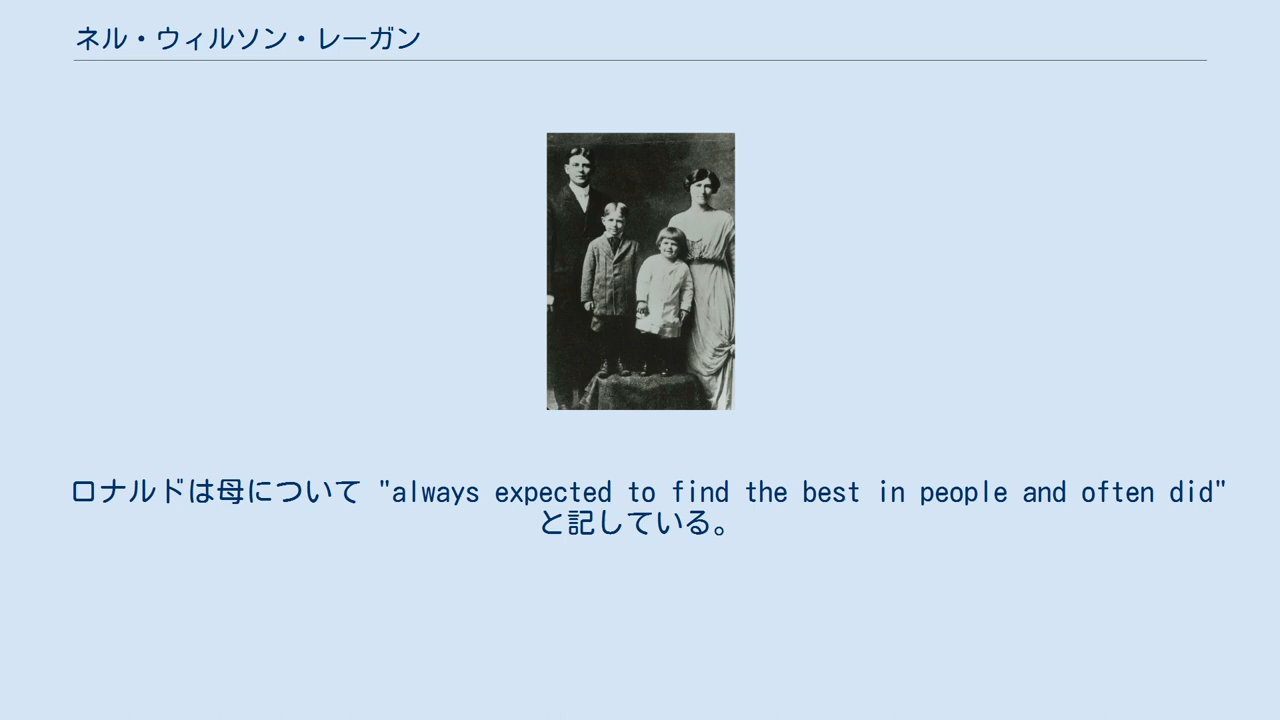 ネル・ウィルソン・レーガン
ロナルドは母について "always expected to find the best in people and often did"
と記している。